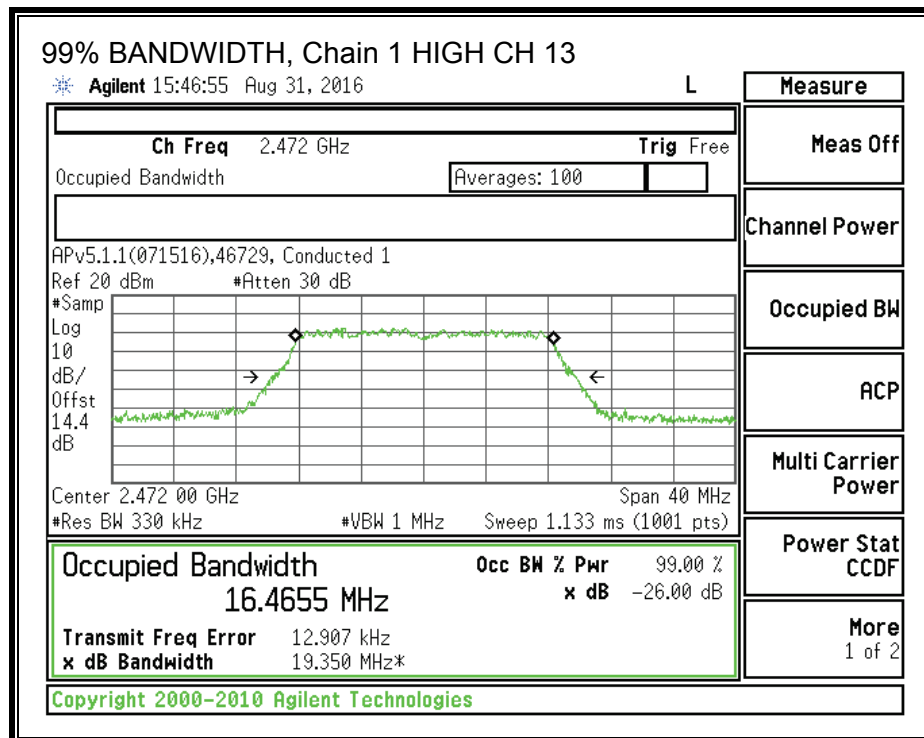 99% BANDWIDTH, Chain 1 HIGH CH 13
Agilent 15:46:55 Aug 31, 2016 L
Measure
Ch Freq 2.472 GHz Trig Free
Meas Off
Occupied Bandwidth Averages: 100
Channel Power
APv5.1.1(071516),46729, Conducted 1
Ref 20 dBm #Atten 30 dB
#Samp
Log
10
dB/
Offst
14.4
dB
Occupied BW
ACP
Multi Carrier
Power
Center 2.472 00 GHz Span 40 MHz
#Res BW 330 kHz #VBW 1 MHz Sweep 1.133 ms (1001 pts)
Power Stat
CCDF
Occupied Bandwidth Occ BW % Pwr 99.00 %
16.4655 MHz x dB -26.00 dB
Transmit Freq Error 12.907 kHz
x dB Bandwidth 19.350 MHz*
More
1 of 2
Copyright 2000-2010 Agilent Technologies